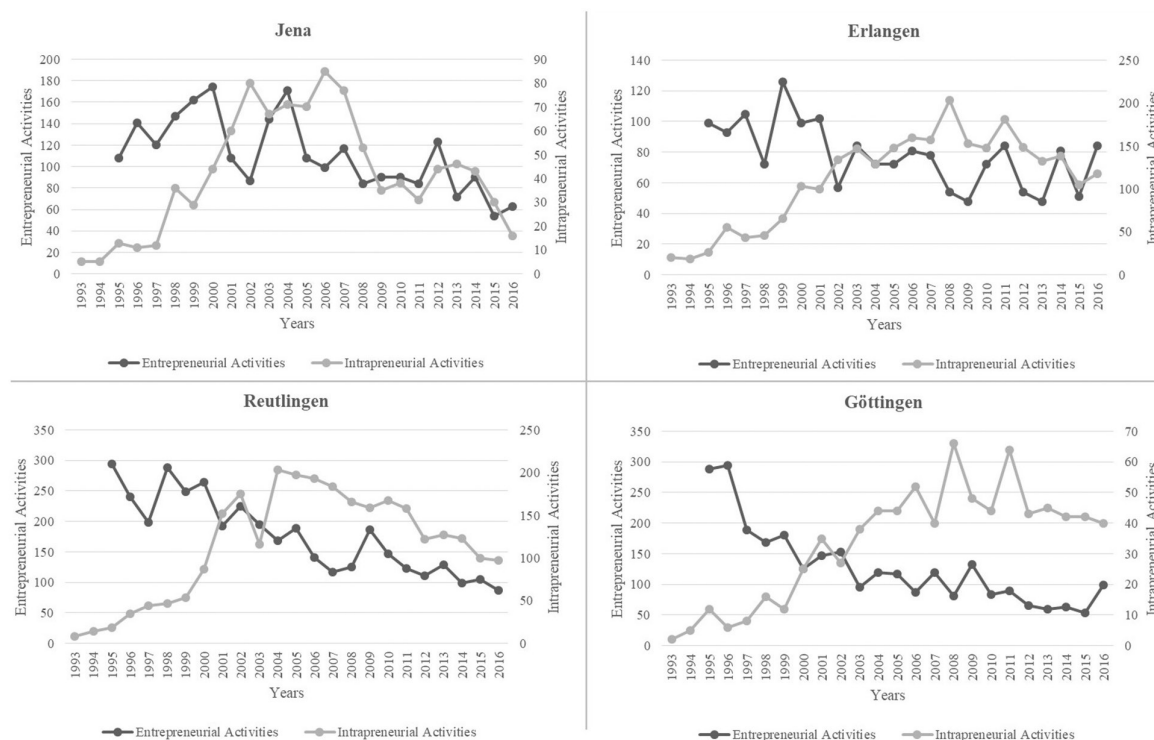 Jena
Entrepreneurial Activities
200
180
160
140
120
100
80
60
40
20
0
90
80
70
60
50
40
30
20
10
0
Intrapreneurial Activities
1993 1994 1995 1996 1997 1998 1999 2000 2001 2002 2003 2004 2005 2006 2007 2008 2009 2010 2011 2012 2013 2014 2015 2016
Years
Entrepreneurial Activities Intrapreneurial Activities
Erlangen
Entrepreneurial Activities
140
120
100
80
60
40
20
0
250
200
150
100
50
0
Intrapreneurial Activities
1993 1994 1995 1996 1997 1998 1999 2000 2001 2002 2003 2004 2005 2006 2007 2008 2009 2010 2011 2012 2013 2014 2015 2016
Years
Entrepreneurial Activities Intrapreneurial Activities
Reutlingen
Entrepreneurial Activities
350
300
250
200
150
100
50
0
250
200
150
100
50
0
Intrapreneurial Activities
1993 1994 1995 1996 1997 1998 1999 2000 2001 2002 2003 2004 2005 2006 2007 2008 2009 2010 2011 2012 2013 2014 2015 2016
Years
Entrepreneurial Activities Intrapreneurial Activities
Göttingen
Entrepreneurial Activities
350
300
250
200
150
100
50
0
70
60
50
40
30
20
10
0
Intrapreneurial Activities
1993 1994 1995 1996 1997 1998 1999 2000 2001 2002 2003 2004 2005 2006 2007 2008 2009 2010 2011 2012 2013 2014 2015 2016
Years
Entrepreneurial Activities Intrapreneurial Activities